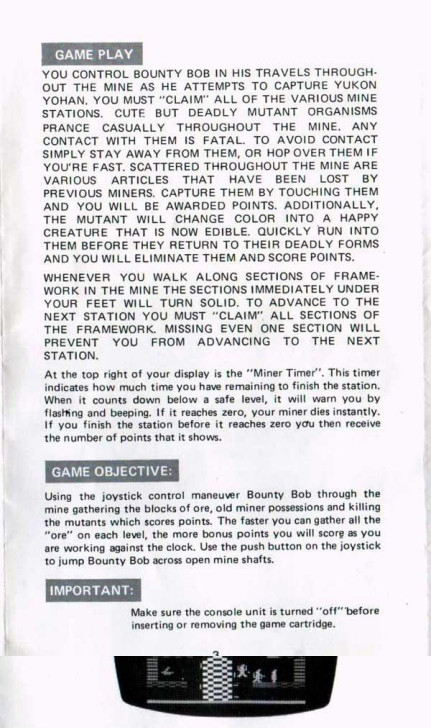 GAME PLAY
YOU CONTROL BOUNTY BOB IN HIS TRAVELS THROUGH-
OUT THE MINE AS HE ATTEMPTS TO CAPTURE YUKON
YOHAN. YOU MUST "CLAIM" ALL OF THE VARIOUS MINE
STATIONS. CUTE BUT DEADLY MUTANT ORGANISMS
PRANCE CASUALLY THROUGHOUT THE MINE. ANY
CONTACT WITH THEM IS FATAL. TO AVOID CONTACT
SIMPLY STAY AWAY FROM THEM, OR HOP OVER THEM IF
YOU'RE FAST. SCATTERED THROUGHOUT THE MINE ARE
VARIOUS ARTICLES THAT HAVE BEEN LOST BY
PREVIOUS MINERS. CAPTURE THEM BY TOUCHING THEM
AND YOU WILL BE AWARDED POINTS. ADDITIONALLY,
THE MUTANT WILL CHANGE COLOR INTO A HAPPY
CREATURE THAT IS NOW EDIBLE. QUICKLY RUN INTO
THEM BEFORE THEY RETURN TO THEIR DEADLY FORMS
AND YOU WILL ELIMINATE THEM AND SCORE POINTS.
WHENEVER YOU WALK ALONG SECTIONS OF FRAME-
WORK IN THE MINE THE SECTIONS IMMEDIATELY UNDER
YOUR FEET WILL TURN SOLID. TO ADVANCE TO THE
NEXT STATION YOU MUST "CLAIM" ALL SECTIONS OF
THE FRAMEWORK. MISSING EVEN ONE SECTION WILL
PREVENT YOU FROM ADVANCING TO THE NEXT
STATION.
At the top right of your display is the "Miner Timer". This timer
indicates how much time you have remaining to finish the station.
When it counts down below a safe level, it will warn you by
flashing and beeping. If it reaches zero, your miner dies instantly.
If you finish the station before it reaches zero you then receive
the number of points that it shows.
GAME OBJECTIVE:
Using the joystick control maneuver Bounty Bob through the
mine gathering the blocks of ore, old miner possessions and killing
the mutants which scores points. The faster you can gather all the
"ore" on each level, the more bonus points you will score as you
are working against the clock. Use the push button on the joystick
to jump Bounty Bob across open mine shafts.
IMPORTANT:
Make sure the console unit is turned "off" before
inserting or removing the game cartridge.